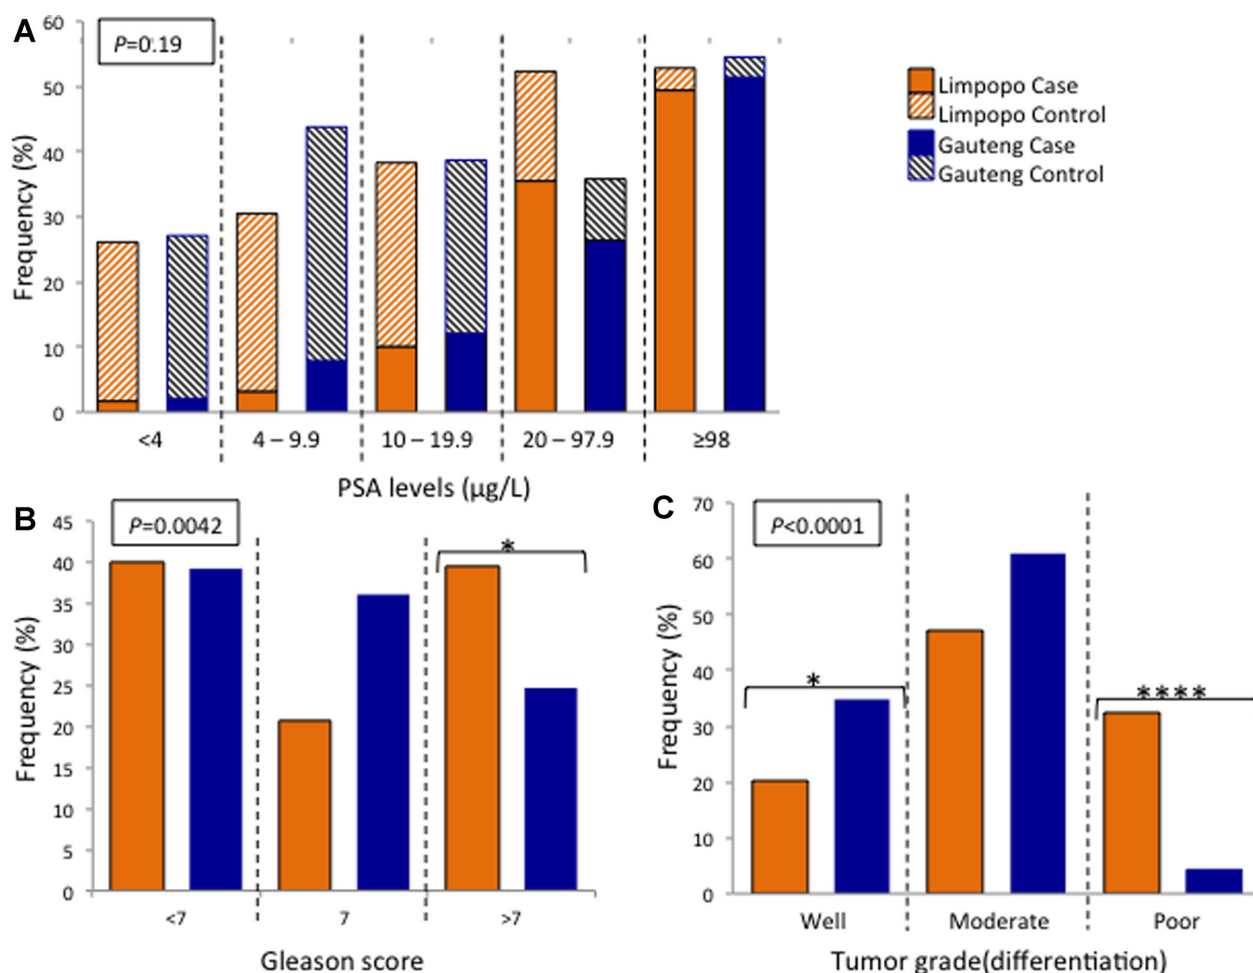 A
P=0.19
60
50
40
30
20
10
0
Frequency (%)
<4
4 – 9.9
10 – 19.9
20 – 97.9
≥98
PSA levels (µg/L)
Limpopo Case
Limpopo Control
Gauteng Case
Gauteng Control
B
P=0.0042
45
40
35
30
25
20
15
10
5
0
Frequency (%)
*
<7
7
>7
Gleason score
C
P<0.0001
70
60
50
40
30
20
10
0
Frequency (%)
*
****
Well
Moderate
Poor
Tumor grade(differentiation)